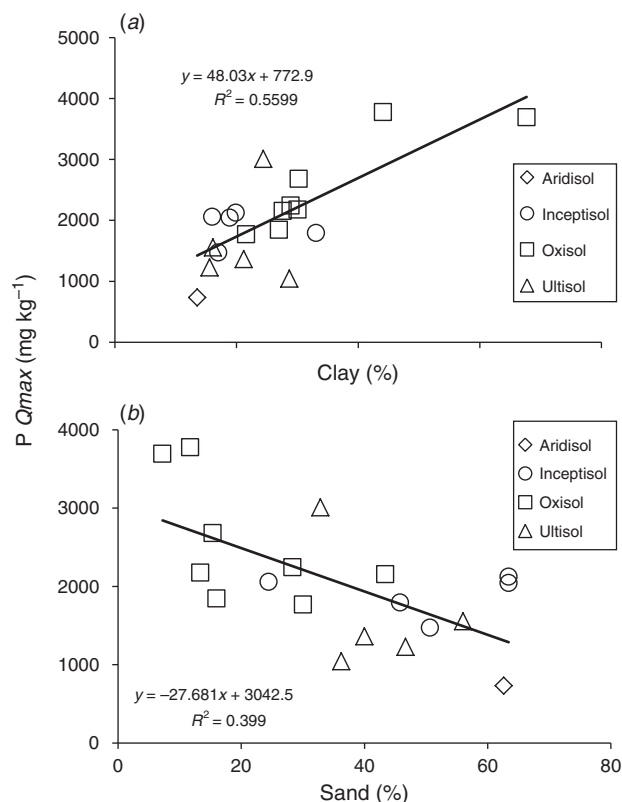 (a)
5000
4000
3000
2000
1000
0
P Qmax (mg kg⁻¹)
y = 48.03x + 772.9
R² = 0.5599
Aridisol
Inceptisol
Oxisol
Ultisol
Clay (%)
(b)
4000
3000
2000
1000
0
Aridisol
Inceptisol
Oxisol
Ultisol
y = –27.681x + 3042.5
R² = 0.399
0 20 40 60 80
Sand (%)